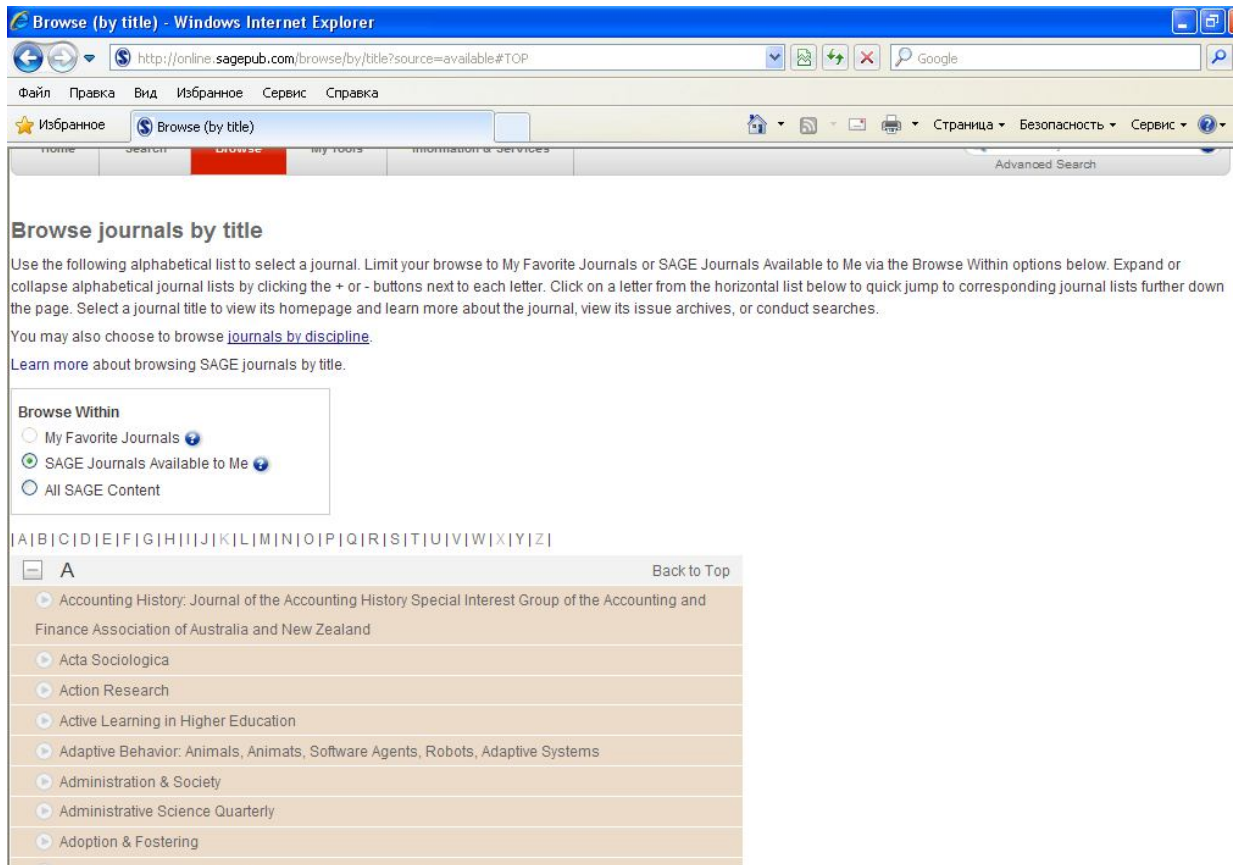 Browse (by title) - Windows Internet Explorer
http://online.sagepub.com/browse/by/title?source=available#TOP
Google
Файл Правка Вид Избранное Сервис Справка
Избранное Browse (by title) Страница Безопасность Сервис
Home Search Browse My Tools Information & Services
Advanced Search
Browse journals by title
Use the following alphabetical list to select a journal. Limit your browse to My Favorite Journals or SAGE Journals Available to Me via the Browse Within options below. Expand or
collapse alphabetical journal lists by clicking the + or - buttons next to each letter. Click on a letter from the horizontal list below to quick jump to corresponding journal lists further down
the page. Select a journal title to view its homepage and learn more about the journal, view its issue archives, or conduct searches.
You may also choose to browse journals by discipline.
Learn more about browsing SAGE journals by title.
Browse Within
My Favorite Journals
SAGE Journals Available to Me
All SAGE Content
| A | B | C | D | E | F | G | H | I | J | K | L | M | N | O | P | Q | R | S | T | U | V | W | X | Y | Z |
A Back to Top
Accounting History: Journal of the Accounting History Special Interest Group of the Accounting and
Finance Association of Australia and New Zealand
Acta Sociologica
Action Research
Active Learning in Higher Education
Adaptive Behavior: Animals, Animats, Software Agents, Robots, Adaptive Systems
Administration & Society
Administrative Science Quarterly
Adoption & Fostering